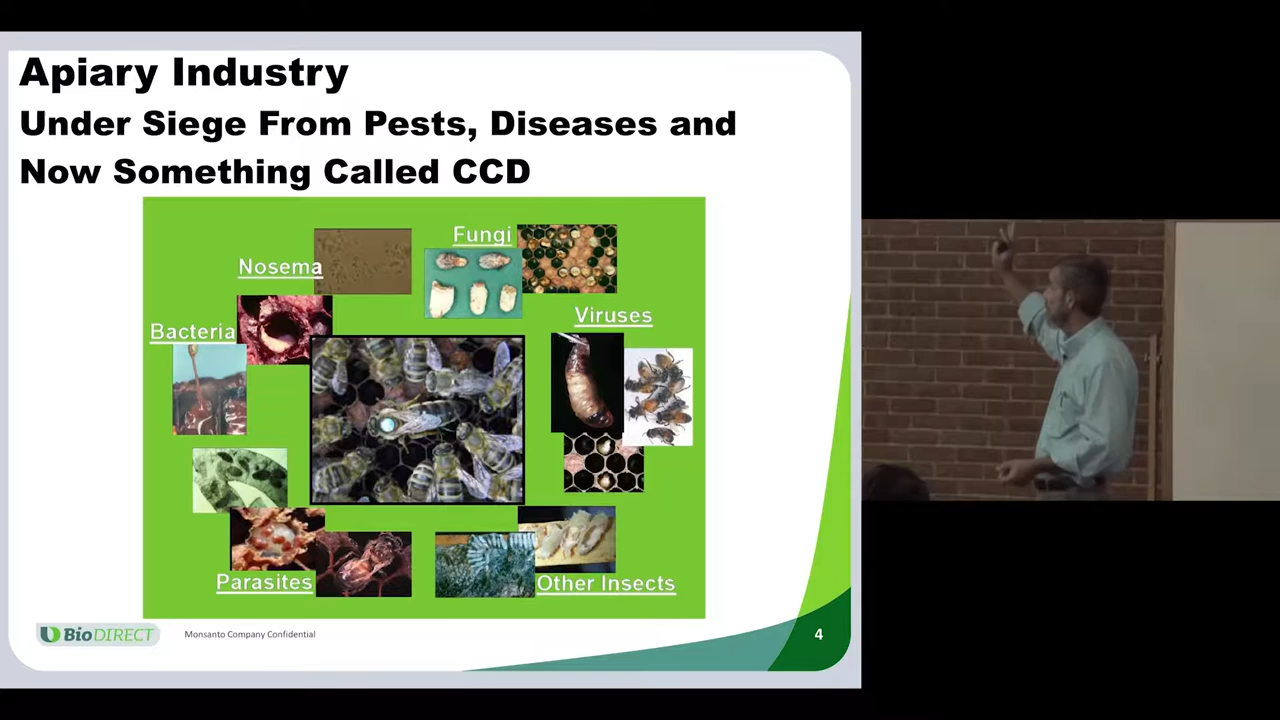 Apiary Industry
Under Siege From Pests, Diseases and
Now Something Called CCD
Fungi
Nosema
Viruses
Bacteria
Parasites
Other Insects
BioDIRECT
Monsanto Company Confidential
4